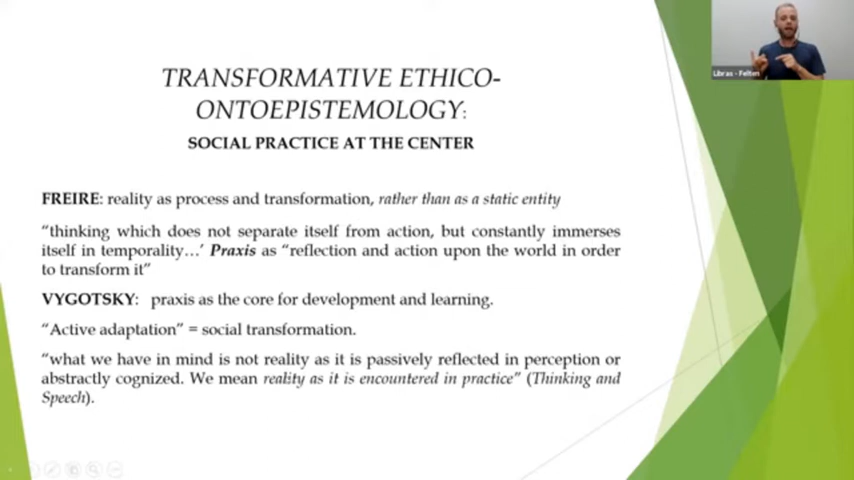 TRANSFORMATIVE ETHICO-
ONTOEPISTEMOLOGY:
SOCIAL PRACTICE AT THE CENTER
FREIRE: reality as process and transformation, rather than as a static entity
“thinking which does not separate itself from action, but constantly immerses
itself in temporality…’ Praxis as “reflection and action upon the world in order
to transform it”
VYGOTSKY: praxis as the core for development and learning.
“Active adaptation” = social transformation.
“what we have in mind is not reality as it is passively reflected in perception or
abstractly cognized. We mean reality as it is encountered in practice” (Thinking and
Speech).
Libras - Felten